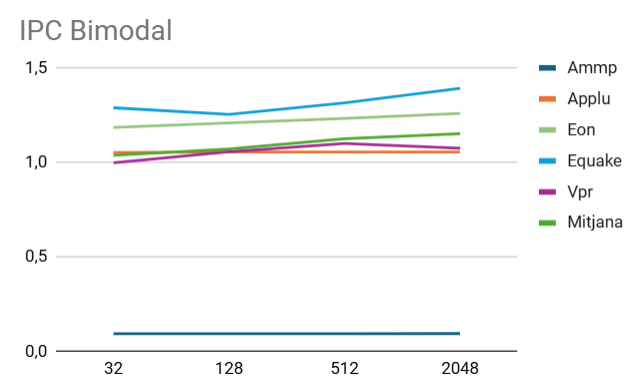 IPC Bimodal
1,5
1,0
0,5
0,0
32 128 512 2048
Ammp
Applu
Eon
Equake
Vpr
Mitjana